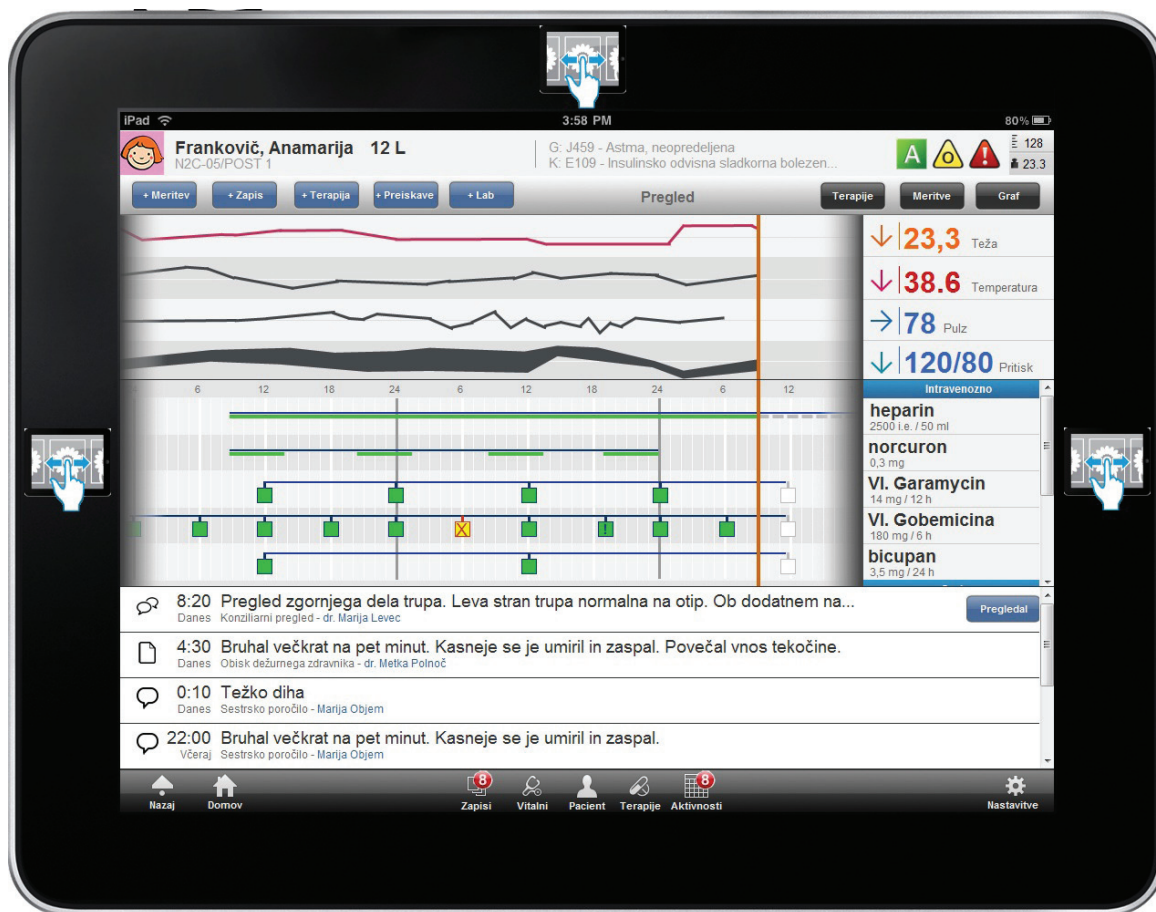 iPad 3:58 PM 80%
Frankovič, Anamarija 12 L
N2C-05/POST 1
G: J459 - Astma, neopredeljena
K: E109 - Insulinsko odvisna sladkorna bolezen...
A O !
128
23.3
+ Meritev + Zapis + Terapija + Preiskave + Lab Pregled Terapije Meritve Graf
23,3 Teža
38.6 Temperatura
78 Pulz
120/80 Pritisk
6 12 18 24 6 12 18 24 6 12
Intravenozno
heparin
2500 i.e. / 50 ml
norcuron
0,3 mg
VI. Garamycin
14 mg / 12 h
VI. Gobemicina
180 mg / 6 h
X !
bicupan
3,5 mg / 24 h
8:20 Pregled zgornjega dela trupa. Leva stran trupa normalna na otip. Ob dodatnem na...
Danes Konziliarni pregled - dr. Marija Levec
Pregledal
4:30 Bruhal večkrat na pet minut. Kasneje se je umiril in zaspal. Povečal vnos tekočine.
Danes Obisk dežurnega zdravnika - dr. Metka Polnoč
0:10 Težko diha
Danes Sestrsko poročilo - Marija Objem
22:00 Bruhal večkrat na pet minut. Kasneje se je umiril in zaspal.
Včeraj Sestrsko poročilo - Marija Objem
8 8
Nazaj Domov Zapisi Vitalni Pacient Terapije Aktivnosti Nastavitve